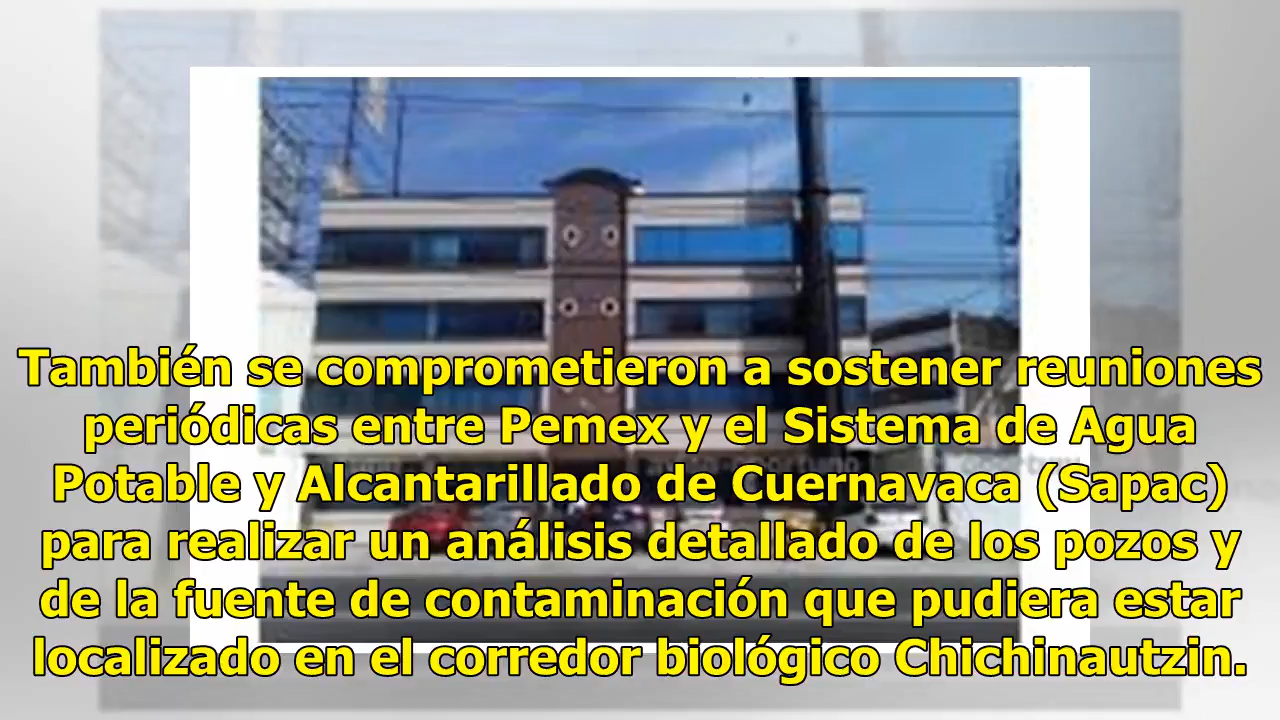 También se comprometieron a sostener reuniones
periódicas entre Pemex y el Sistema de Agua
Potable y Alcantarillado de Cuernavaca (Sapac)
para realizar un análisis detallado de los pozos y
de la fuente de contaminación que pudiera estar
localizado en el corredor biológico Chichinautzin.